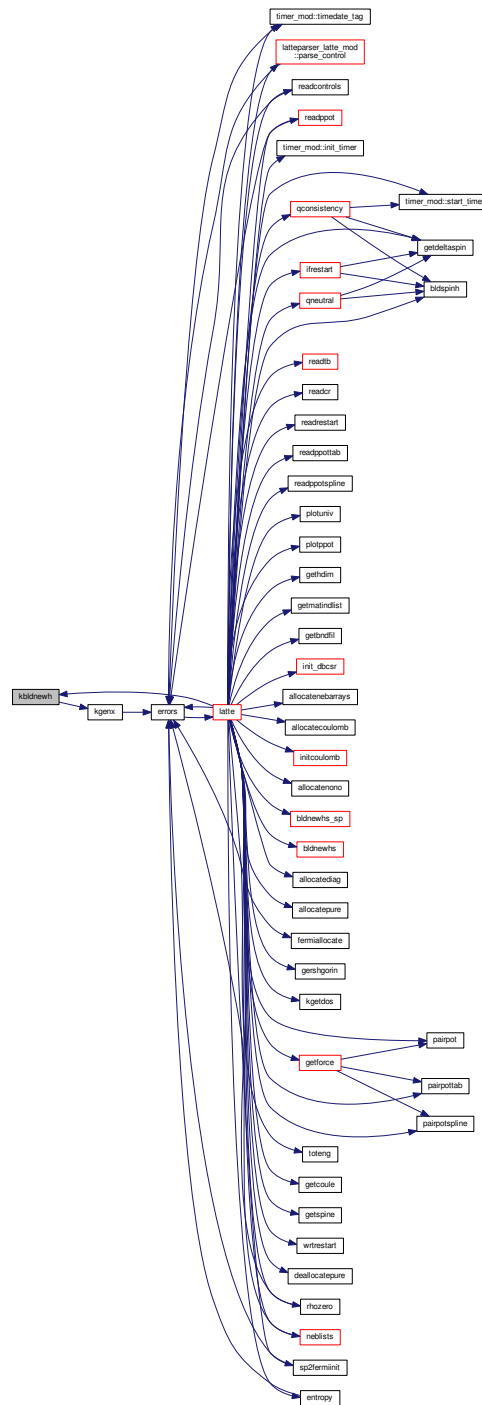 timer_mod::timedate_tag
latteparser_latte_mod
::parse_control
readcontrols
readppot
timer_mod::init_timer
timer_mod::start_timer
qconsistency
getdeltaspin
ifrestart
bldspinh
qneutral
readtb
readcr
readrestart
readppottab
readppotspline
plotuniv
plotppot
gethdim
getmatindlist
getbndfil
init_dbcsr
kbldnewh
kgenx
errors
latte
allocatenebarrays
allocatecoulomb
initcoulomb
allocatenono
bldnewhs_sp
bldnewhs
allocatediag
allocatepure
fermiallocate
gershgorin
kgetdos
pairpot
getforce
pairpottab
pairpotspline
toteng
getcoule
getspine
wrtrestart
deallocatepure
rhozero
neblists
sp2fermiinit
entropy